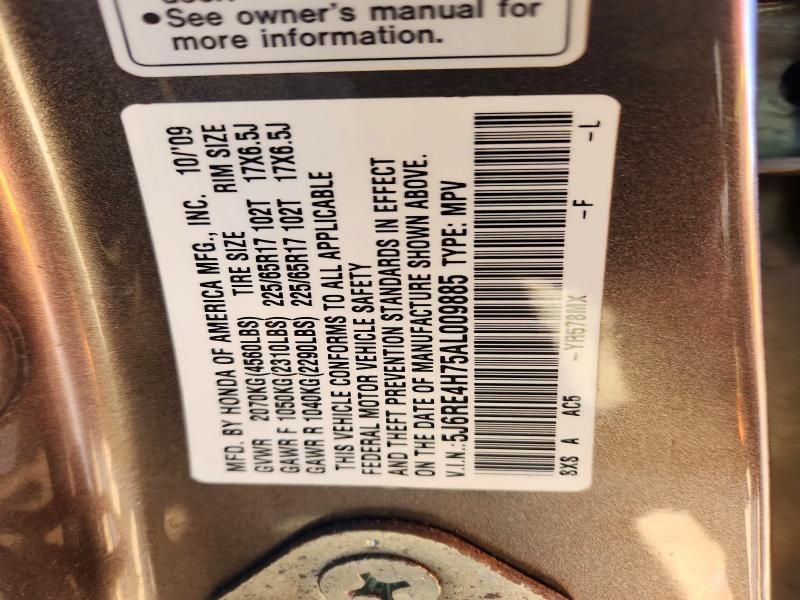 •See owner's manual for
more information.
MFD. BY HONDA OF AMERICA MFG., INC. 10/'09
GVWR 2070KG(4560LBS) TIRE SIZE RIM SIZE
GAWR F 1050KG(2310LBS) 225/65R17 102T 17X6.5J
GAWR R 1040KG(2290LBS) 225/65R17 102T 17X6.5J
THIS VEHICLE CONFORMS TO ALL APPLICABLE
FEDERAL MOTOR VEHICLE SAFETY
AND THEFT PREVENTION STANDARDS IN EFFECT
ON THE DATE OF MANUFACTURE SHOWN ABOVE.
V.I.N.:5J6RE4H75AL009885 TYPE: MPV
SXS A AC5 -YR578MX -F -L